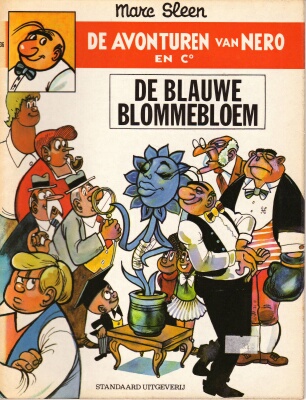 Marc Sleen
DE AVONTUREN VAN NERO
EN Cº
DE BLAUWE
BLOMMEBLOEM
STANDAARD UITGEVERIJ